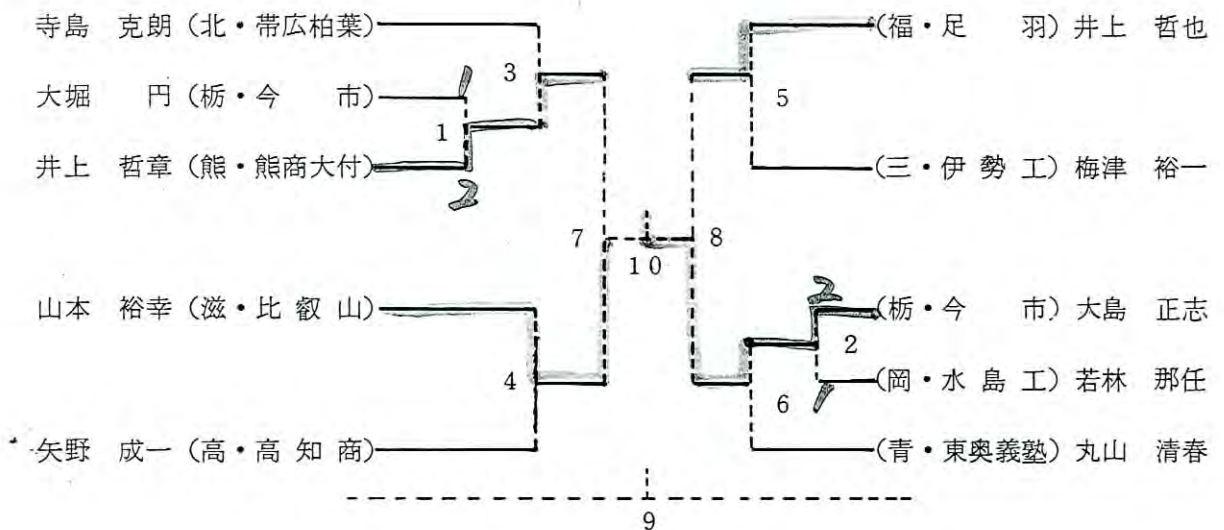 寺島 克朗 (北・帯広柏葉)
大堀 円 (栃・今 市)
井上 哲章 (熊・熊商大付)
山本 裕幸 (滋・比 叡 山)
矢野 成一 (高・高 知 商)
3
1
2
4
7
10
8
9
(福・足 羽) 井上 哲也
(三・伊 勢 工) 梅津 裕一
(栃・今 市) 大島 正志
(岡・水 島 工) 若林 那任
(青・東奥義塾) 丸山 清春
5
2
2
6